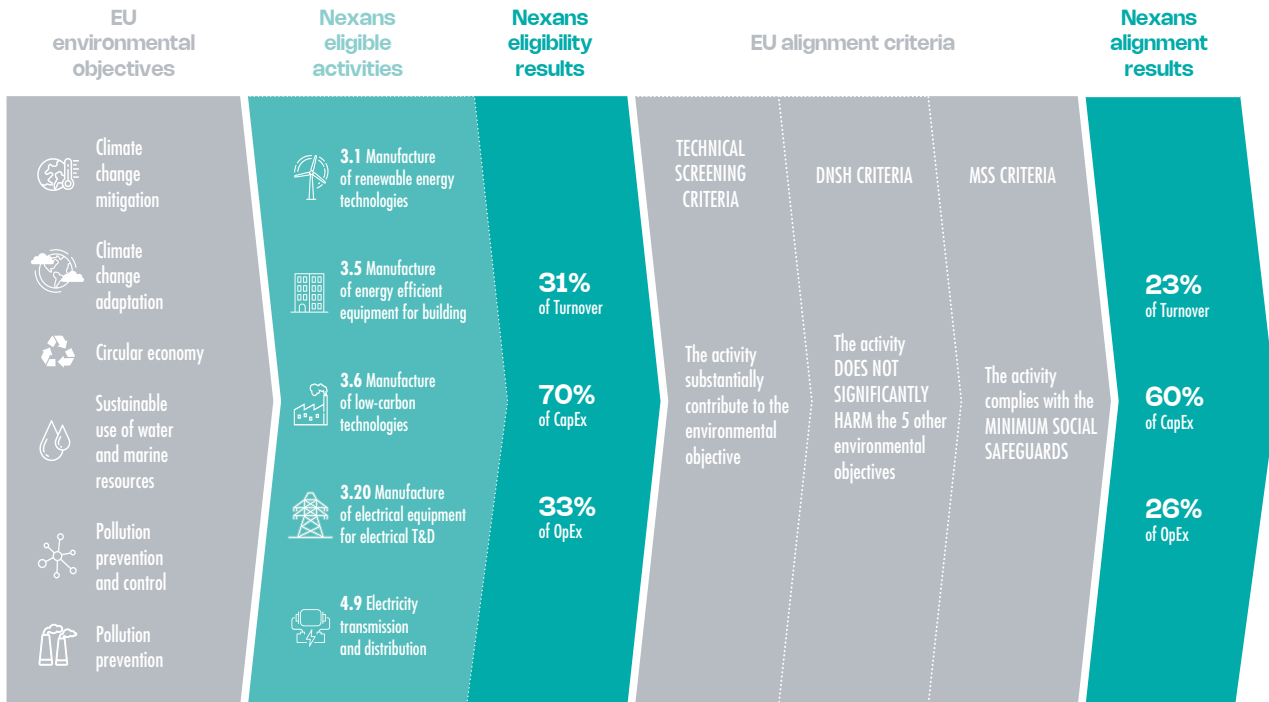 EU
environmental
objectives
Nexans
eligible
activities
Nexans
eligibility
results
EU alignment criteria
Nexans
alignment
results
Climate
change
mitigation
Climate
change
adaptation
Circular economy
Sustainable
use of water
and marine
resources
Pollution
prevention
and control
Pollution
prevention
3.1 Manufacture
of renewable energy
technologies
3.5 Manufacture
of energy efficient
equipment for building
3.6 Manufacture
of low-carbon
technologies
3.20 Manufacture
of electrical equipment
for electrical T&D
4.9 Electricity
transmission
and distribution
31%
of Turnover
70%
of CapEx
33%
of OpEx
TECHNICAL
SCREENING
CRITERIA
The activity
substantially
contribute to the
environmental
objective
DNSH CRITERIA
The activity
DOES NOT
SIGNIFICANTLY
HARM the 5 other
environmental
objectives
MSS CRITERIA
The activity
complies with the
MINIMUM SOCIAL
SAFEGUARDS
23%
of Turnover
60%
of CapEx
26%
of OpEx